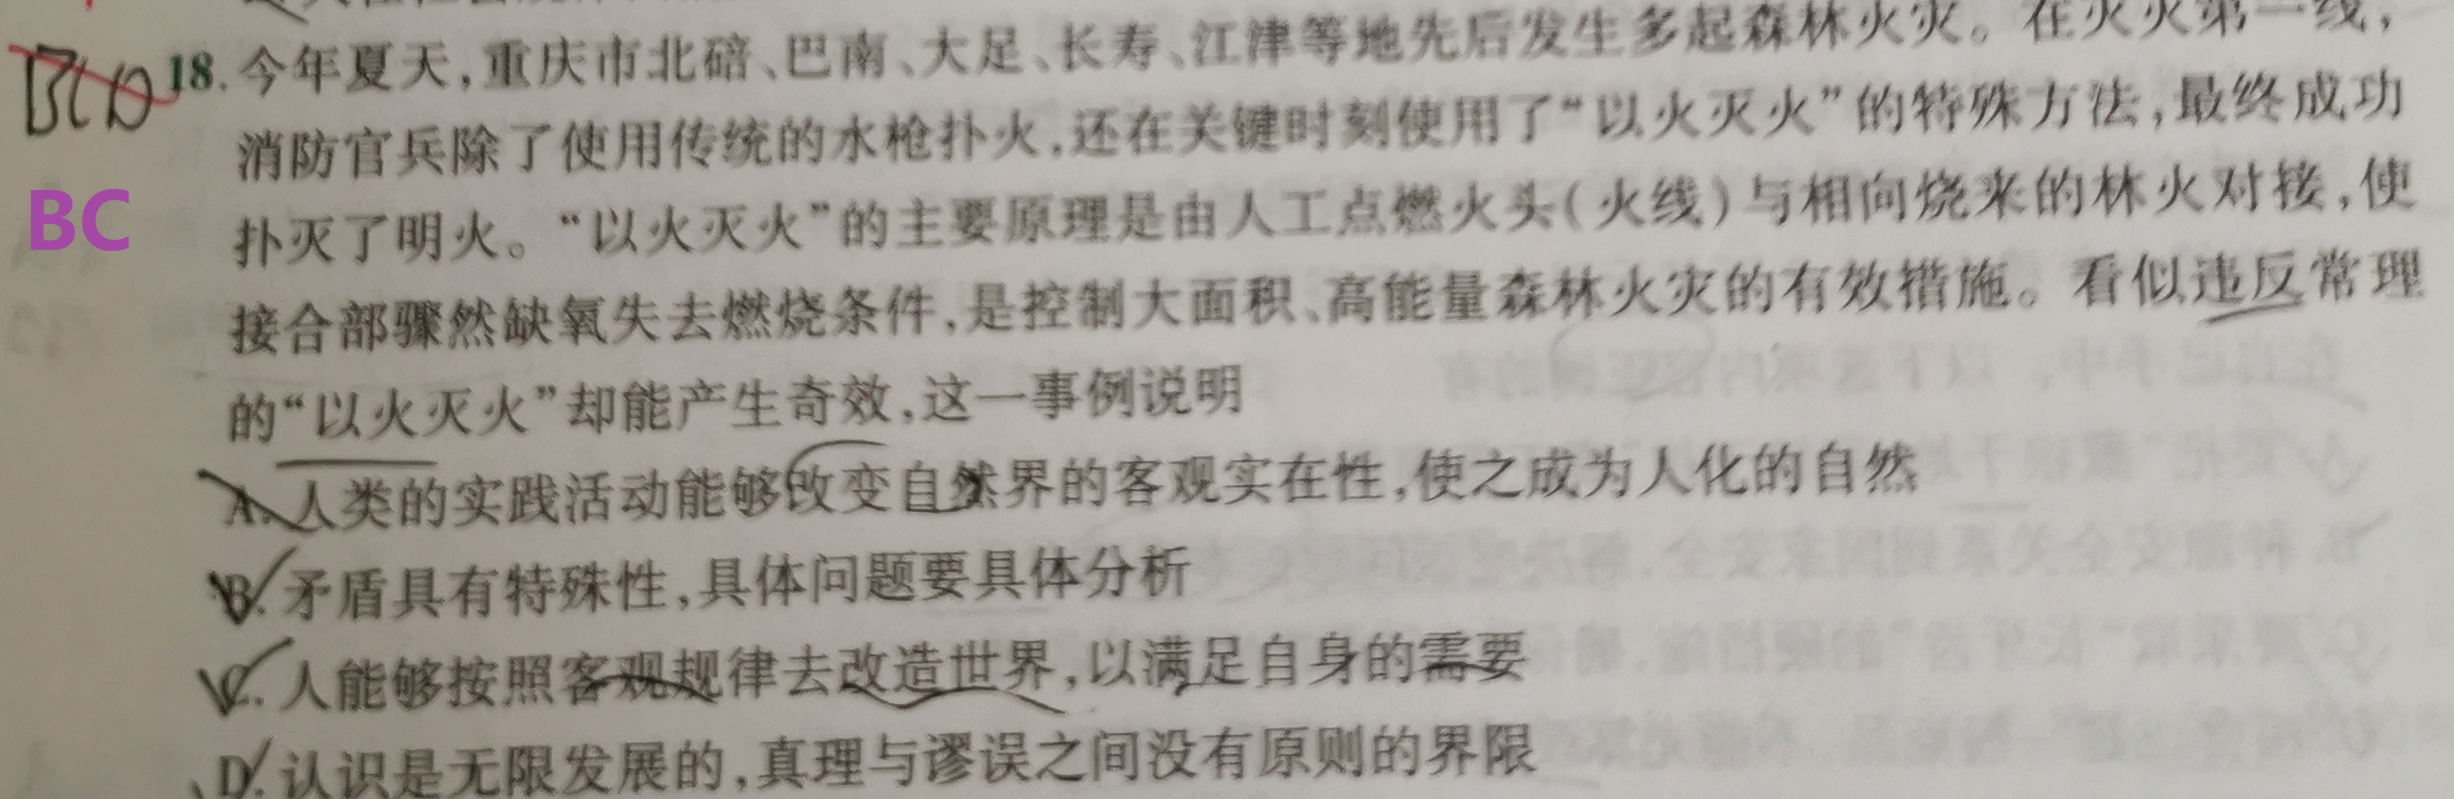 BCD
18.今年夏天,重庆市北碚、巴南、大足、长寿、江津等地先后发生多起森林火灾。在灭火第一线,
消防官兵除了使用传统的水枪扑火,还在关键时刻使用了“以火灭火”的特殊方法,最终成功
BC
扑灭了明火。“以火灭火”的主要原理是由人工点燃火头(火线)与相向烧来的林火对接,使
接合部骤然缺氧失去燃烧条件,是控制大面积、高能量森林火灾的有效措施。看似违反常理
的“以火灭火”却能产生奇效,这一事例说明
A.人类的实践活动能够改变自然界的客观实在性,使之成为人化的自然
B.矛盾具有特殊性,具体问题要具体分析
C.人能够按照客观规律去改造世界,以满足自身的需要
D.认识是无限发展的,真理与谬误之间没有原则的界限